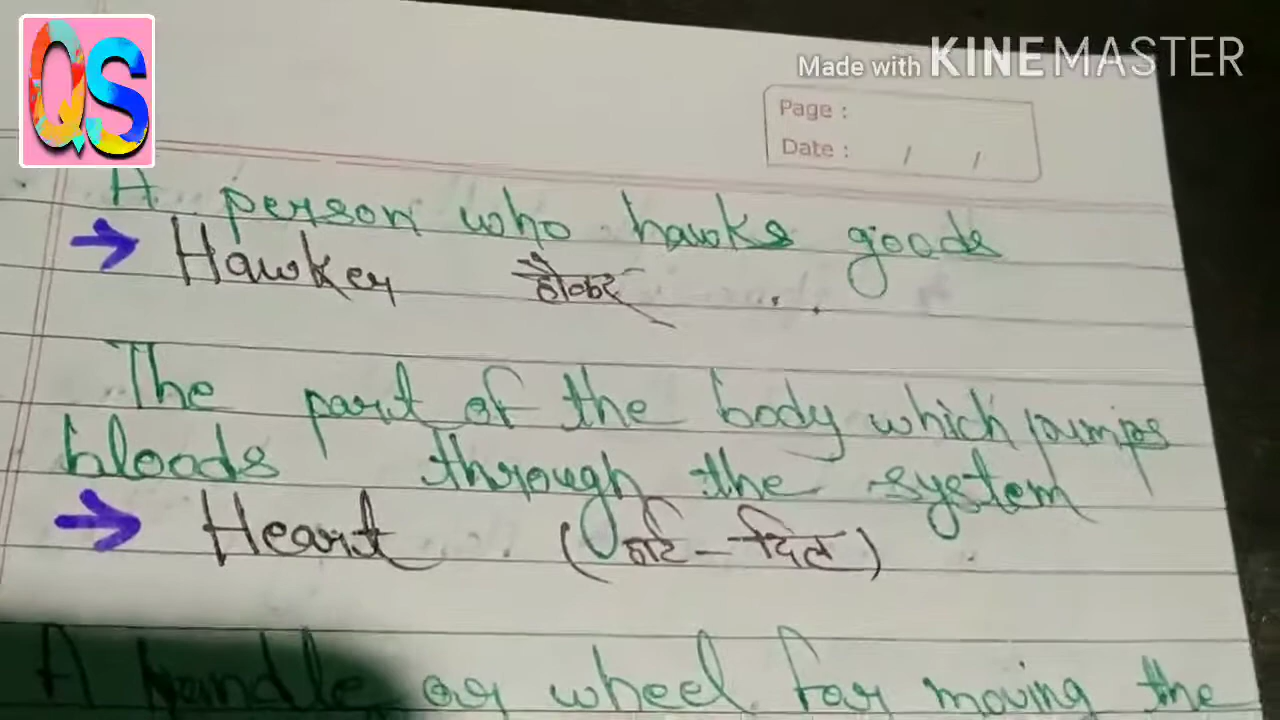 QS
Made with KINEMASTER
Page :
Date : / /
A person who hawks goods
→ Hawker हॉकर
The part of the body which pumps
bloods through the system
→ Heart (हार्ट - दिल)
A handle or wheel for moving the